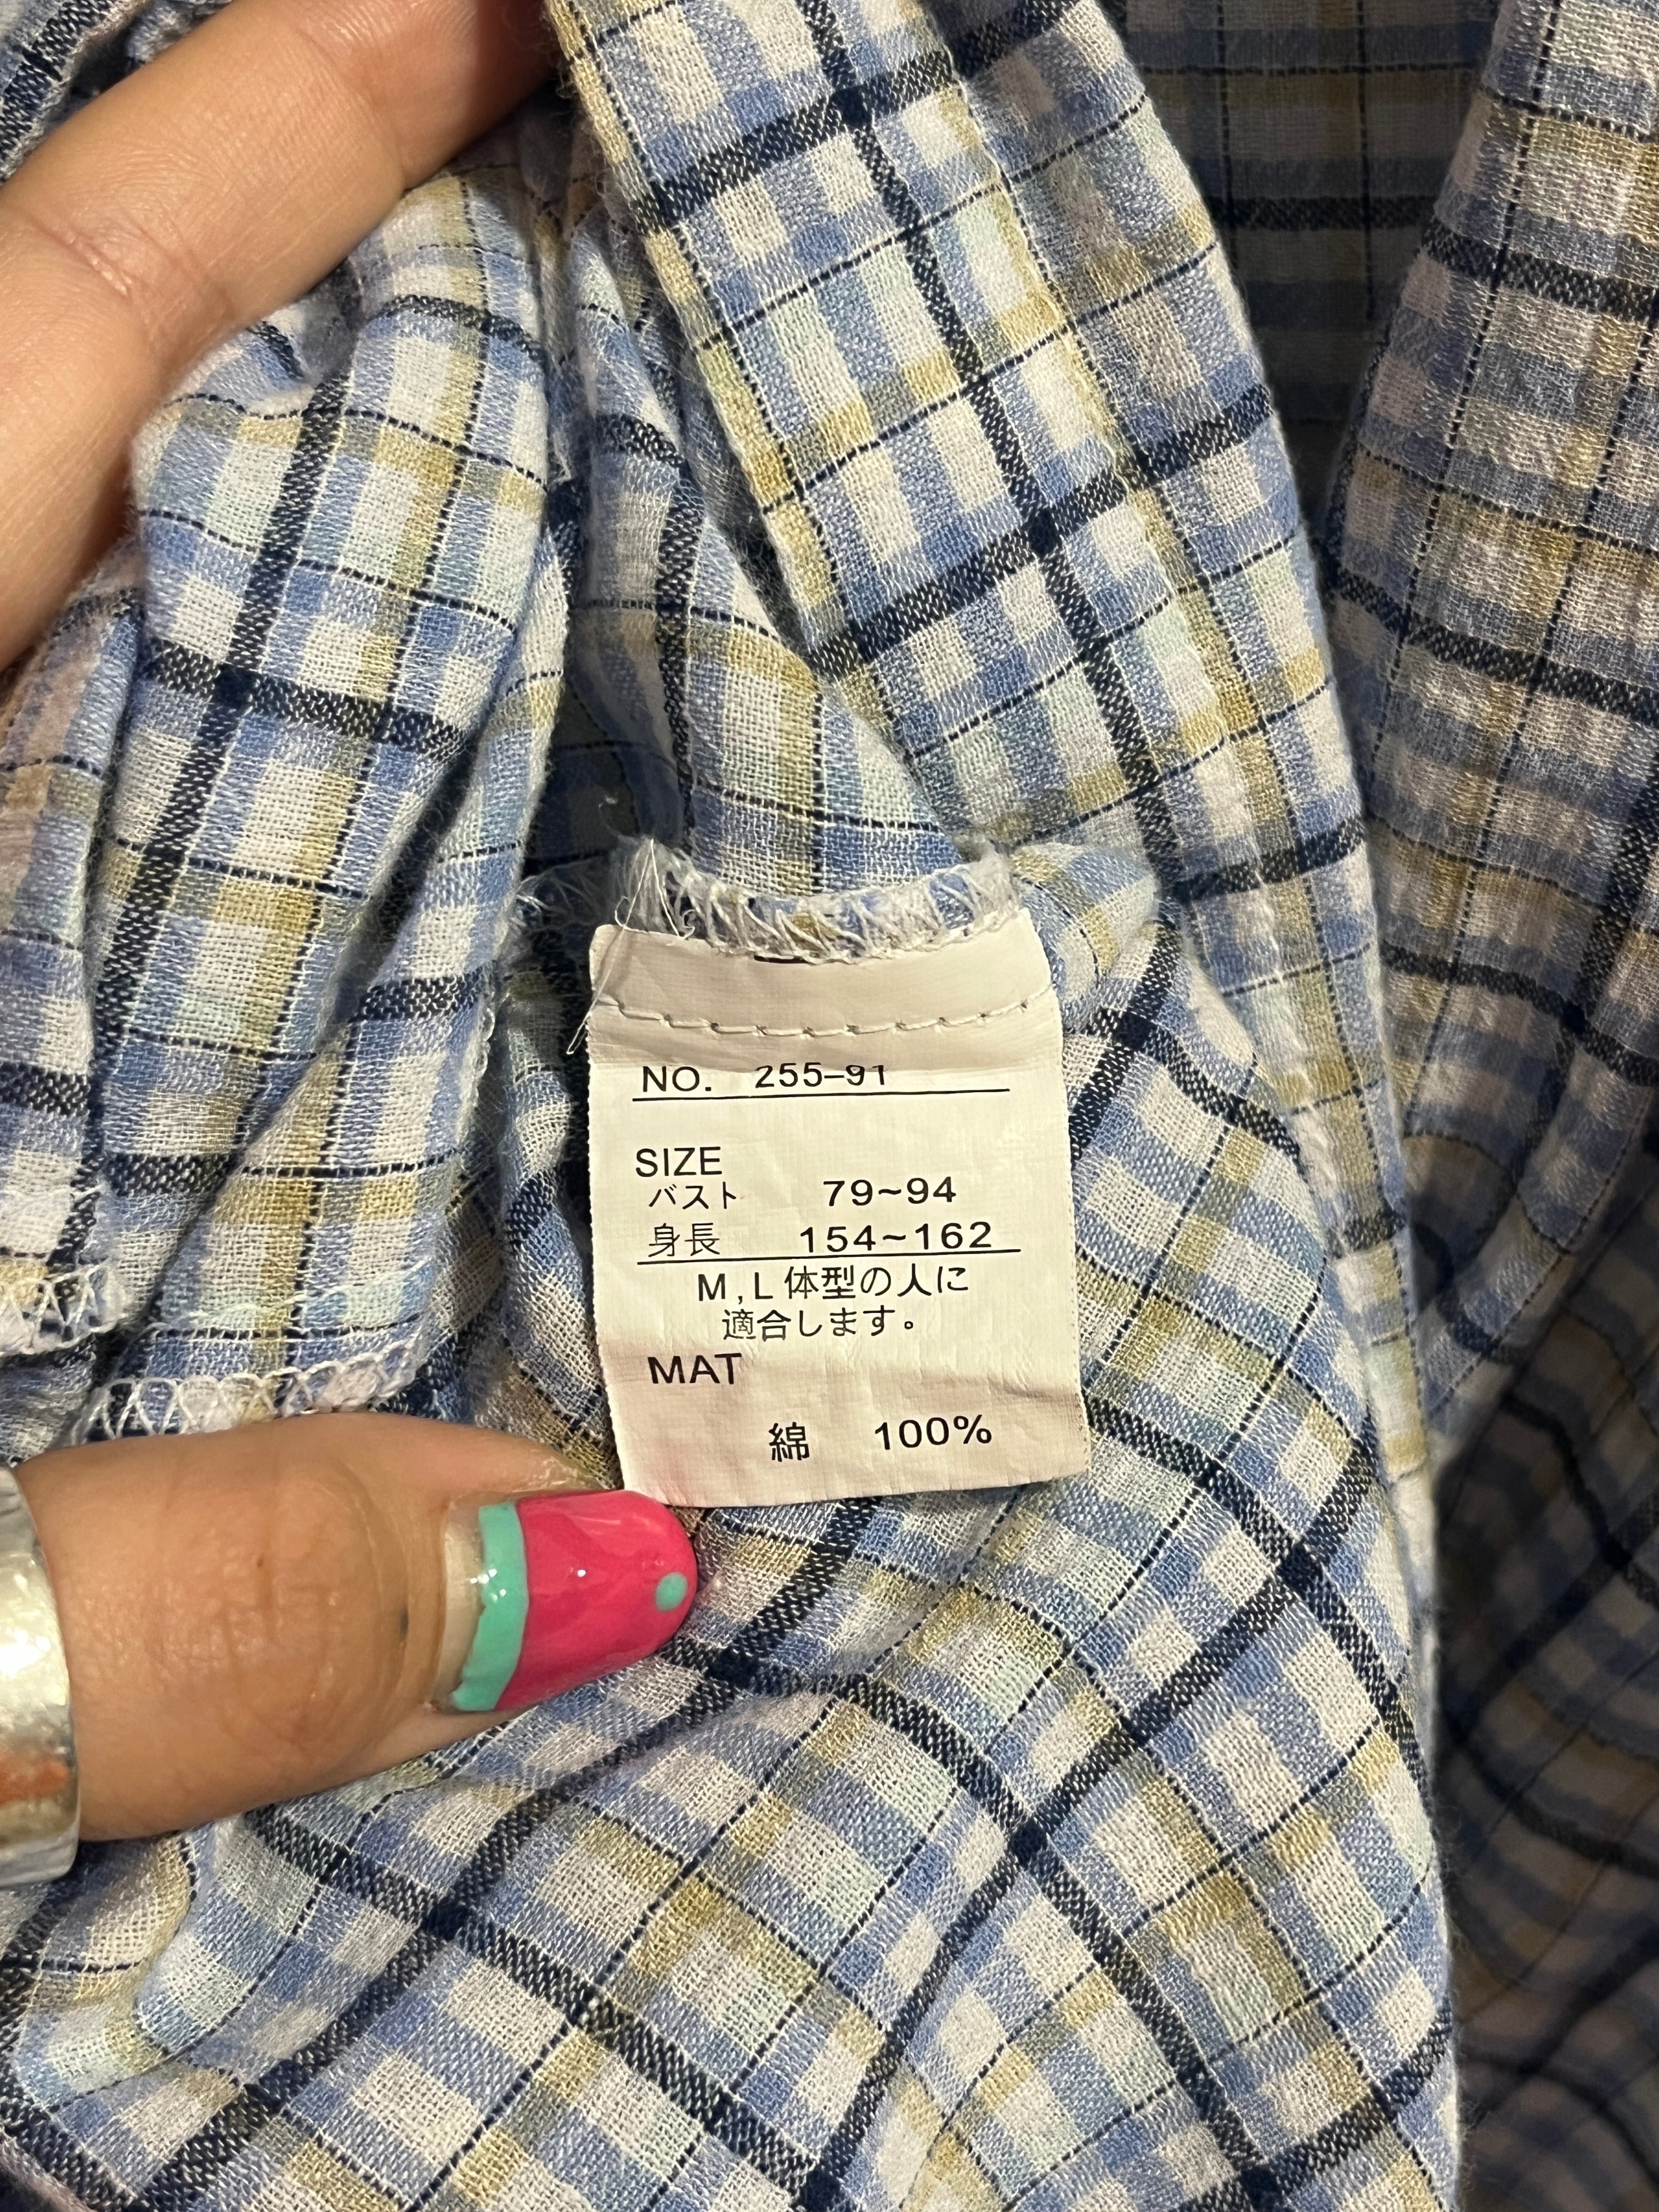 NO. 255-91
SIZE
バスト 79~94
身長 154~162
M,L体型の人に
適合します。
MAT
綿 100%